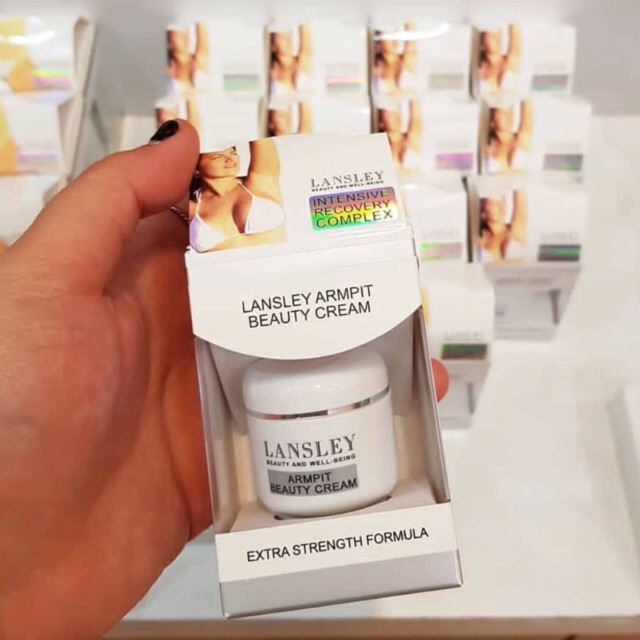 LANSLEY
BEAUTY AND WELL-BEING
INTENSIVE
RECOVERY
COMPLEX
LANSLEY ARMPIT
BEAUTY CREAM
LANSLEY
BEAUTY AND WELL-BEING
ARMPIT
BEAUTY CREAM
EXTRA STRENGTH FORMULA